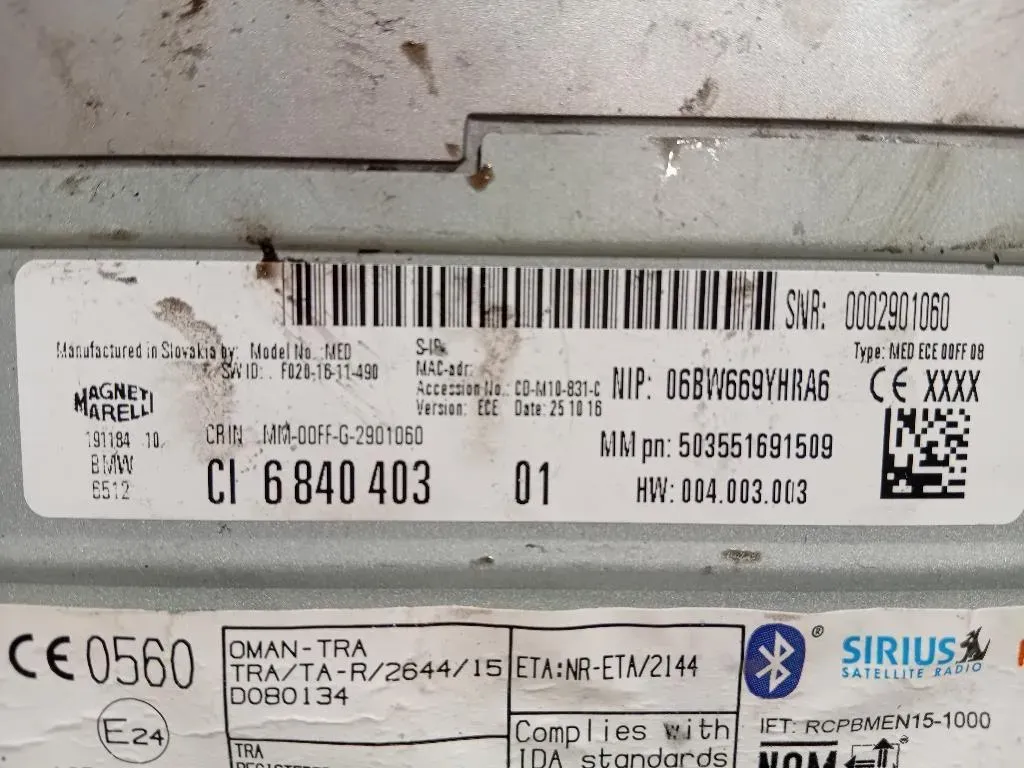 SNR: 0002901060
Manufactured in Slovakia by: Model No.: MED
SW ID: F020-16-11-490
MAC-adr:
Accession No.: CD-M10-831-C
Version: ECE Date: 25 10 16
NIP: 06BW669YHRA6
Type: MED ECE 00FF 08
CE XXXX
MAGNETI
MARELLI
191184 10
BMW
6512
CRIN MM-00FF-G-2901060
CI 6 840 403 01
MM pn: 503551691509
HW: 004.003.003
CE 0560
E24
OMAN-TRA
TRA/TA-R/2644/15
D080134
TRA
ETA:NR-ETA/2144
Complies with
IDA standards
®
SIRIUS
SATELLITE RADIO
IFT: RCPBMEN15-1000
NOM